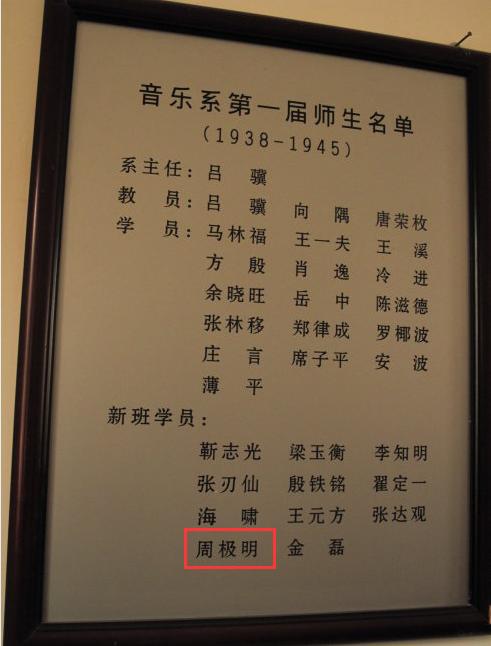 音乐系第一届师生名单
(1938-1945)
系主任：吕 骥
教 员：吕 骥 向 隅 唐荣枚
学 员：马林福 王一夫 王 溪
方 殷 肖 逸 冷 进
余晓旺 岳 中 陈滋德
张林移 郑律成 罗椰波
庄 言 席子平 安 波
薄 平
新班学员：
靳志光 梁玉衡 李知明
张刃仙 殷铁铭 翟定一
海 啸 王元方 张达观
周极明 金 磊